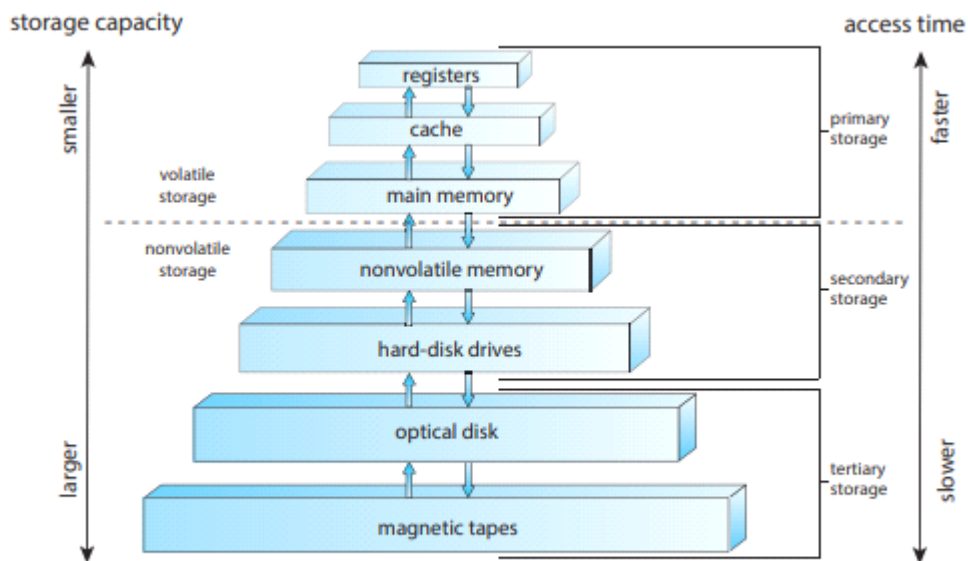 storage capacity
access time
smaller
larger
registers
cache
main memory
nonvolatile memory
hard-disk drives
optical disk
magnetic tapes
volatile
storage
nonvolatile
storage
primary
storage
secondary
storage
tertiary
storage
faster
slower